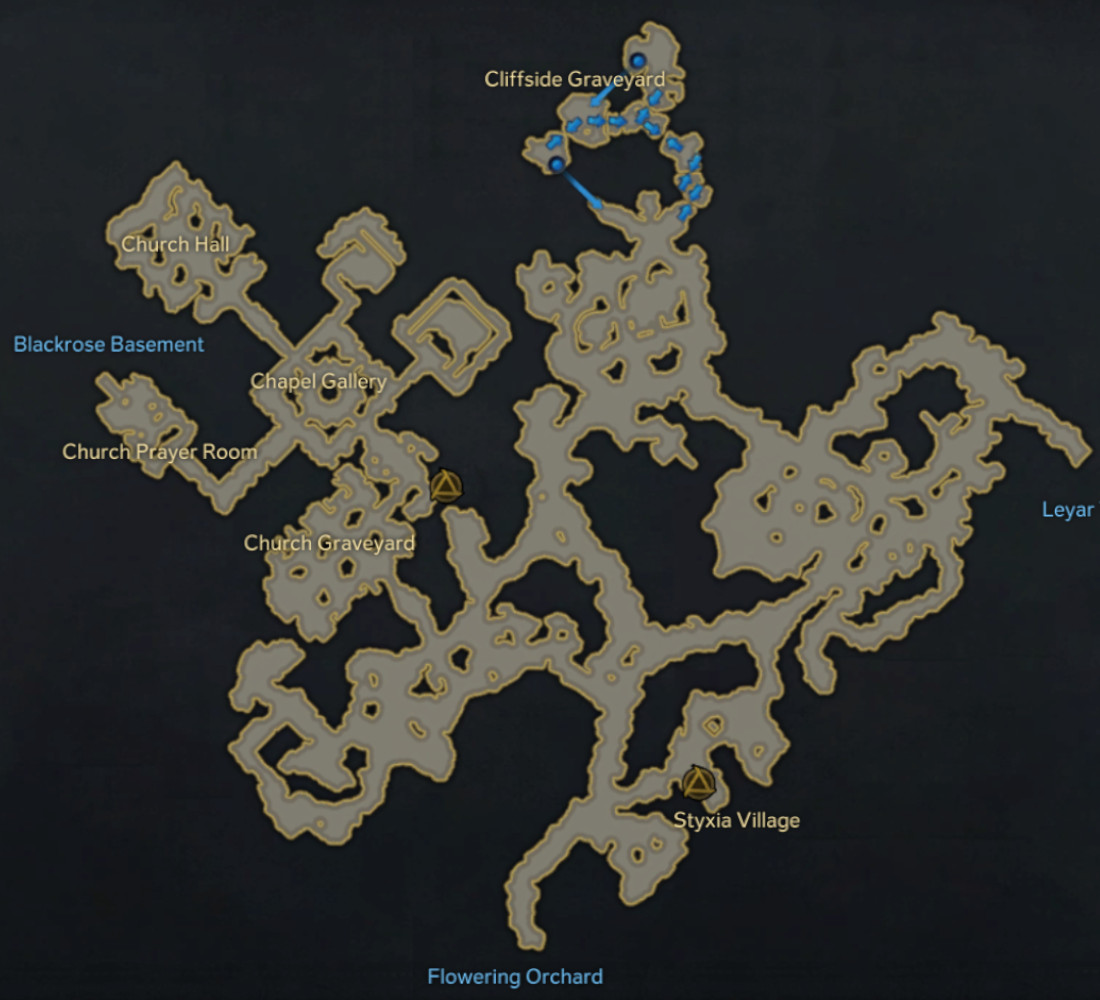 Cliffside Graveyard
Church Hall
Blackrose Basement
Chapel Gallery
Church Prayer Room
Leyar
Church Graveyard
Styxia Village
Flowering Orchard